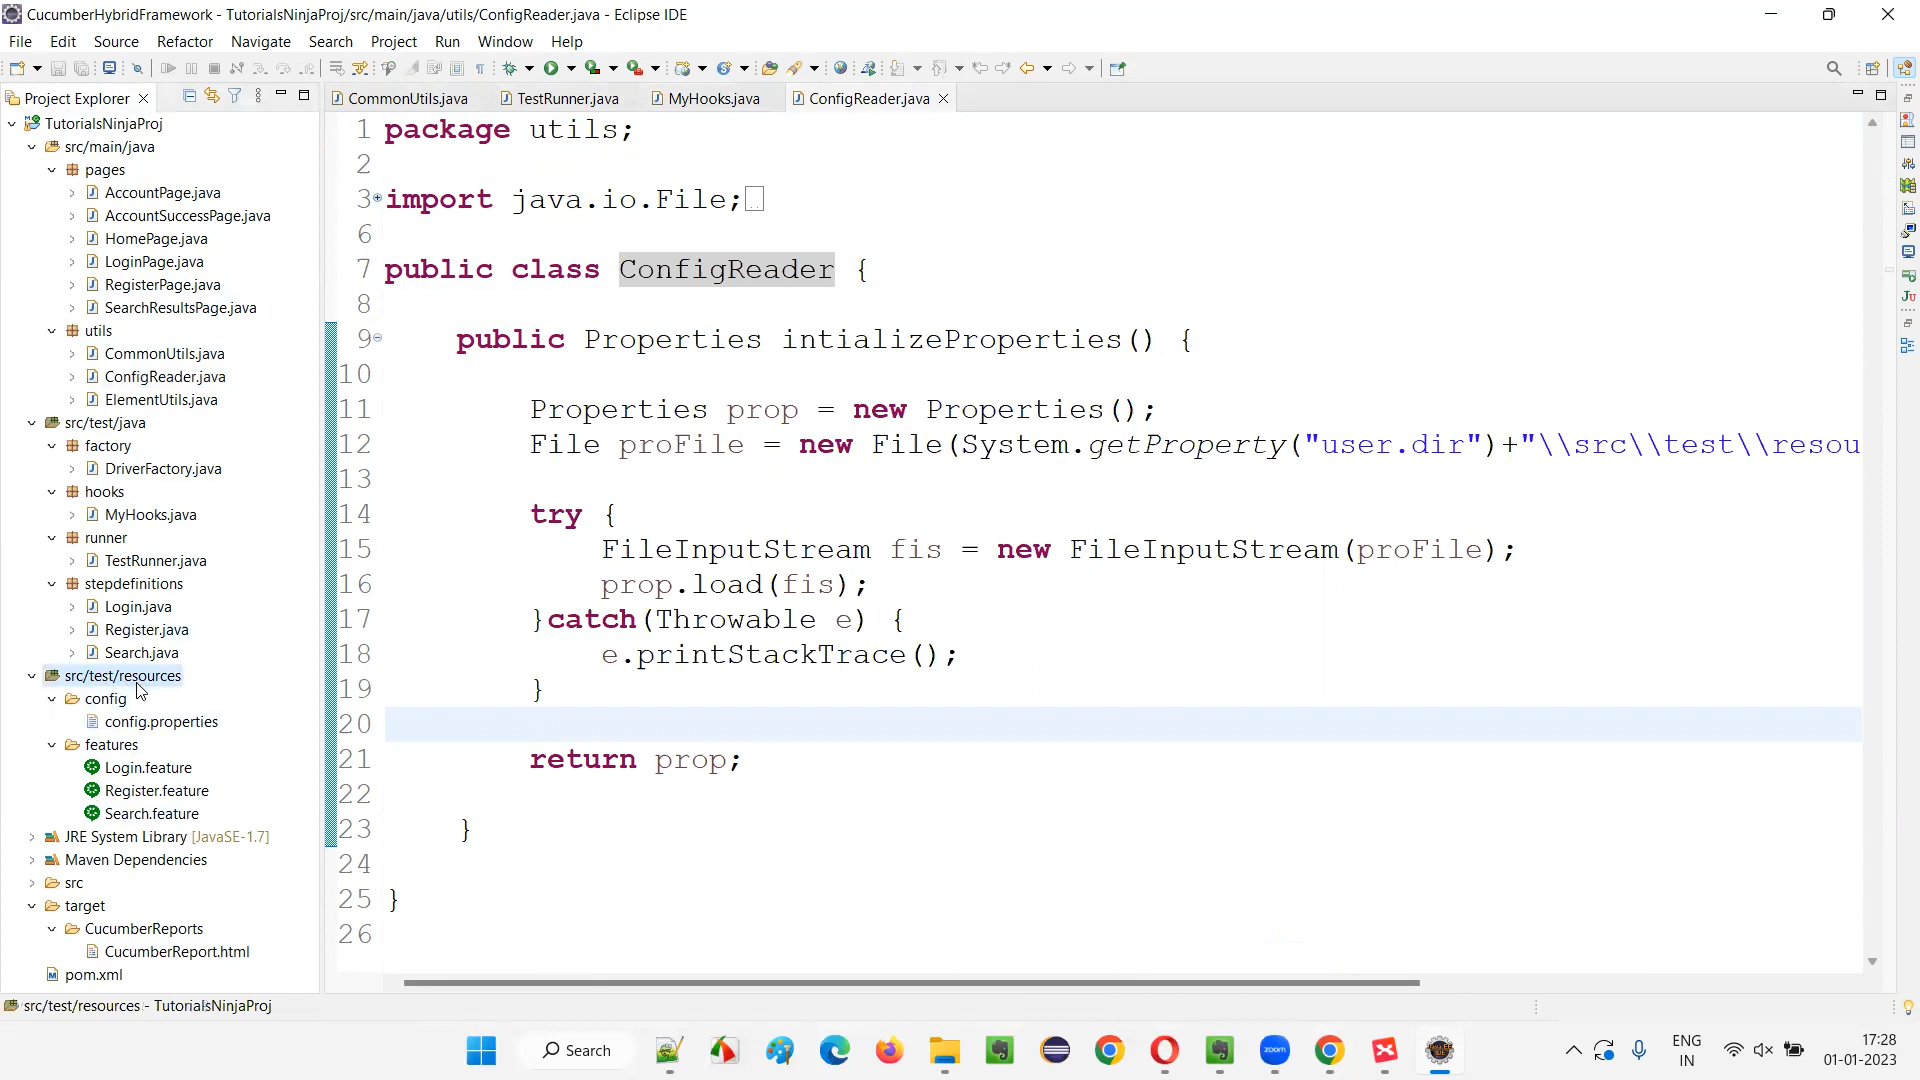 CucumberHybridFramework - TutorialsNinjaProj/src/main/java/utils/ConfigReader.java - Eclipse IDE
File Edit Source Refactor Navigate Search Project Run Window Help
Project Explorer
CommonUtils.java TestRunner.java MyHooks.java ConfigReader.java
TutorialsNinjaProj
src/main/java
pages
AccountPage.java
AccountSuccessPage.java
HomePage.java
LoginPage.java
RegisterPage.java
SearchResultsPage.java
utils
CommonUtils.java
ConfigReader.java
ElementUtils.java
src/test/java
factory
DriverFactory.java
hooks
MyHooks.java
runner
TestRunner.java
stepdefinitions
Login.java
Register.java
Search.java
src/test/resources
config
config.properties
features
Login.feature
Register.feature
Search.feature
JRE System Library [JavaSE-1.7]
Maven Dependencies
src
target
CucumberReports
CucumberReport.html
pom.xml
1 package utils;
2
3 import java.io.File;
6
7 public class ConfigReader {
8
9 public Properties intializeProperties() {
10
11 Properties prop = new Properties();
12 File proFile = new File(System.getProperty("user.dir")+"\\src\\test\\resou
13
14 try {
15 FileInputStream fis = new FileInputStream(proFile);
16 prop.load(fis);
17 }catch(Throwable e) {
18 e.printStackTrace();
19 }
20
21 return prop;
22
23 }
24
25 }
26
src/test/resources - TutorialsNinjaProj
Search
zoom
ENG
IN
17:28
01-01-2023